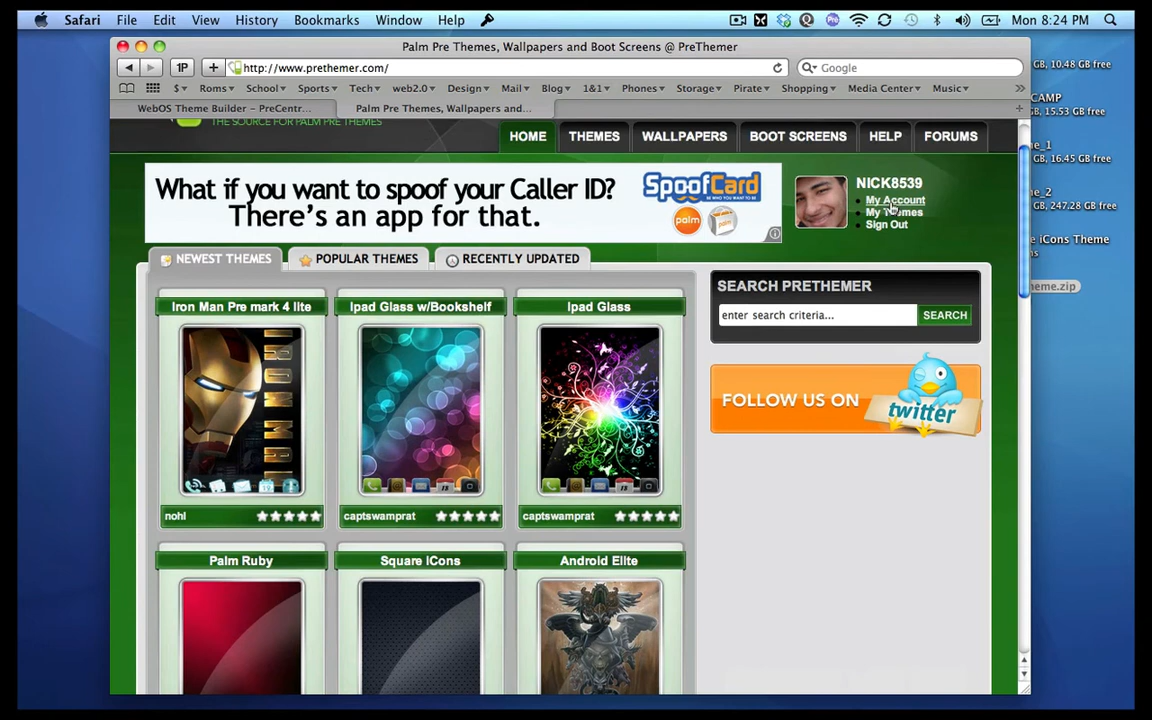 Safari File Edit View History Bookmarks Window Help Mon 8:24 PM
Palm Pre Themes, Wallpapers and Boot Screens @ PreThemer
1P + http://www.prethemer.com/ Google
$ Roms School Sports Tech web2.0 Design Mail Blog 1&1 Phones Storage Pirate Shopping Media Center Music »
WebOS Theme Builder – PreCentr... Palm Pre Themes, Wallpapers and... +
GB, 10.48 GB free
CAMP
GB, 15.53 GB free
GB, 16.45 GB free
GB, 247.28 GB free
e iCons Theme
heme.zip
THE SOURCE FOR PALM PRE THEMES
HOME THEMES WALLPAPERS BOOT SCREENS HELP FORUMS
What if you want to spoof your Caller ID?
There's an app for that.
SpoofCard
BE WHO YOU WANT TO BE
palm
NICK8539
My Account
My Themes
Sign Out
NEWEST THEMES POPULAR THEMES RECENTLY UPDATED
SEARCH PRETHEMER
enter search criteria... SEARCH
FOLLOW US ON twitter
Iron Man Pre mark 4 lite Ipad Glass w/Bookshelf Ipad Glass
IRON MAN
nohl captswamprat captswamprat
Palm Ruby Square iCons Android Elite